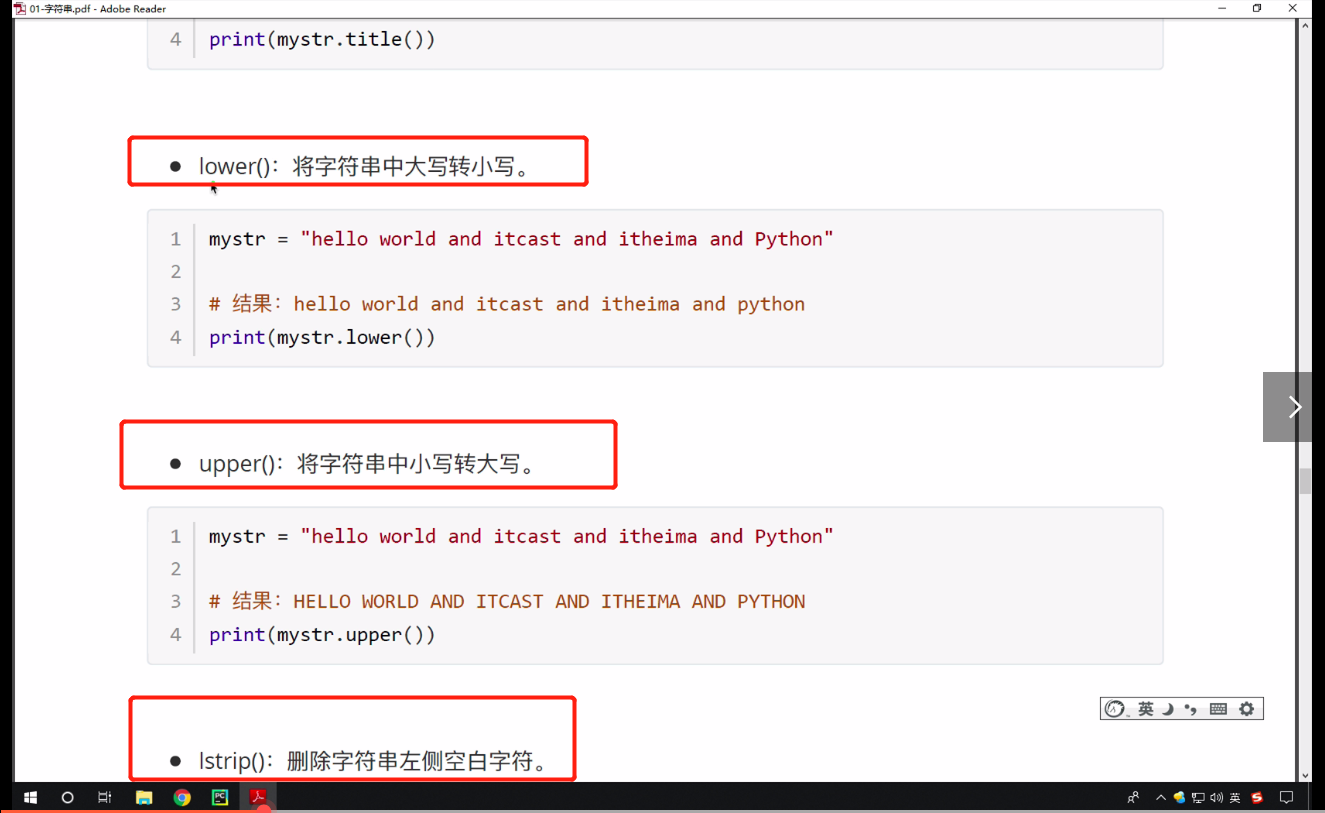 01-字符串.pdf - Adobe Reader
4 print(mystr.title())
● lower()：将字符串中大写转小写。
1 mystr = "hello world and itcast and itheima and Python"
2
3 # 结果：hello world and itcast and itheima and python
4 print(mystr.lower())
● upper()：将字符串中小写转大写。
1 mystr = "hello world and itcast and itheima and Python"
2
3 # 结果：HELLO WORLD AND ITCAST AND ITHEIMA AND PYTHON
4 print(mystr.upper())
英
● lstrip()：删除字符串左侧空白字符。
PC
英